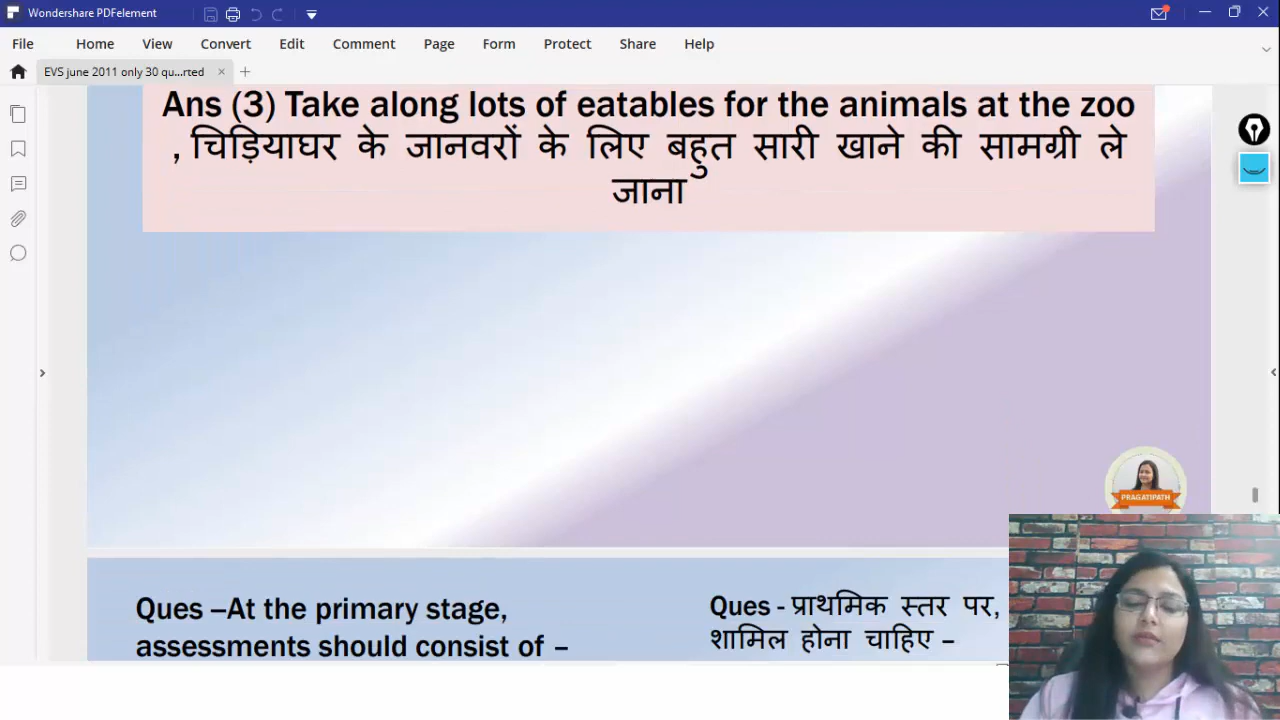 Wondershare PDFelement
File Home View Convert Edit Comment Page Form Protect Share Help
EVS june 2011 only 30 qu...rted
Ans (3) Take along lots of eatables for the animals at the zoo
, चिड़ियाघर के जानवरों के लिए बहुत सारी खाने की सामग्री ले
जाना
PRAGATIPATH
Ques –At the primary stage,
assessments should consist of –
Ques - प्राथमिक स्तर पर,
शामिल होना चाहिए –